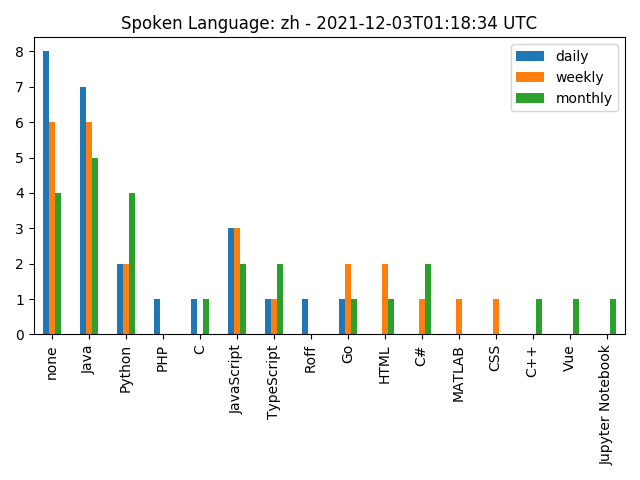 Spoken Language: zh - 2021-12-03T01:18:34 UTC
daily
weekly
monthly
8
7
6
5
4
3
2
1
0
none
Java
Python
PHP
C
JavaScript
TypeScript
Roff
Go
HTML
C#
MATLAB
CSS
C++
Vue
Jupyter Notebook